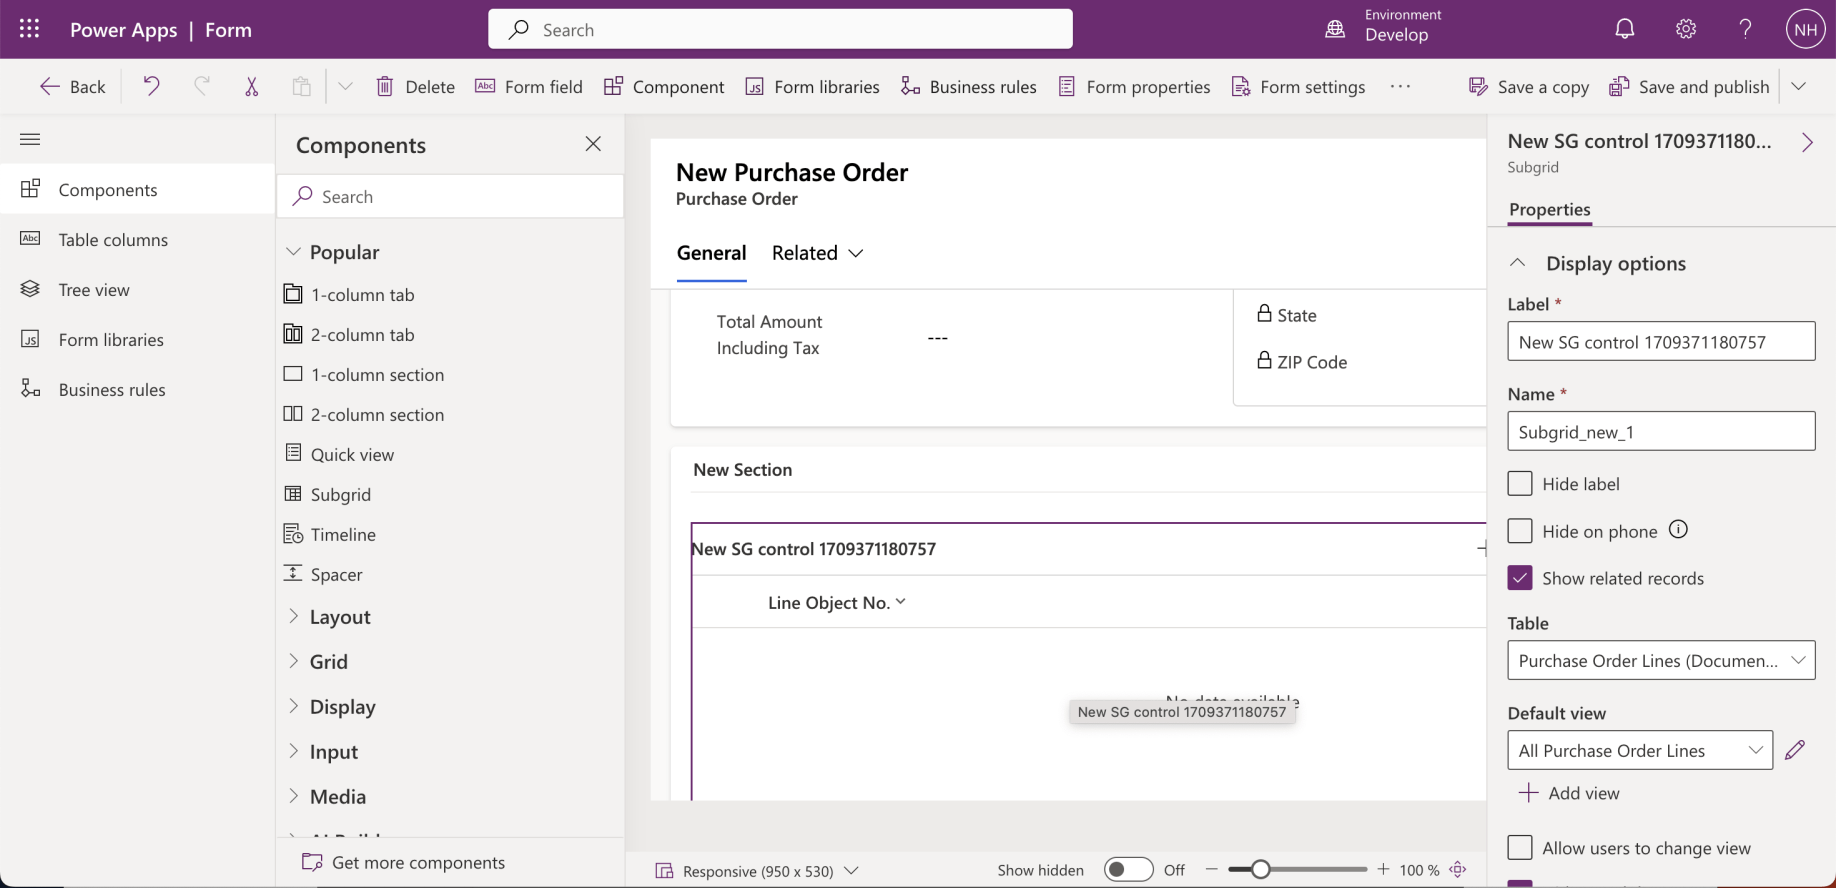 Power Apps | Form
Search
Environment
Develop
NH
Back
Delete
Abc Form field
Component
JS Form libraries
Business rules
Form properties
Form settings
...
Save a copy
Save and publish
Components
Abc Table columns
Tree view
JS Form libraries
Business rules
Components
Search
Popular
1-column tab
2-column tab
1-column section
2-column section
Quick view
Subgrid
Timeline
Spacer
Layout
Grid
Display
Input
Media
Get more components
New Purchase Order
Purchase Order
General
Related
Total Amount
Including Tax
---
State
ZIP Code
New Section
New SG control 1709371180757
Line Object No.
No data available
New SG control 1709371180757
Responsive (950 x 530)
Show hidden
Off
100 %
New SG control 1709371180...
Subgrid
Properties
Display options
Label *
New SG control 1709371180757
Name *
Subgrid_new_1
Hide label
Hide on phone
Show related records
Table
Purchase Order Lines (Documen...
Default view
All Purchase Order Lines
Add view
Allow users to change view